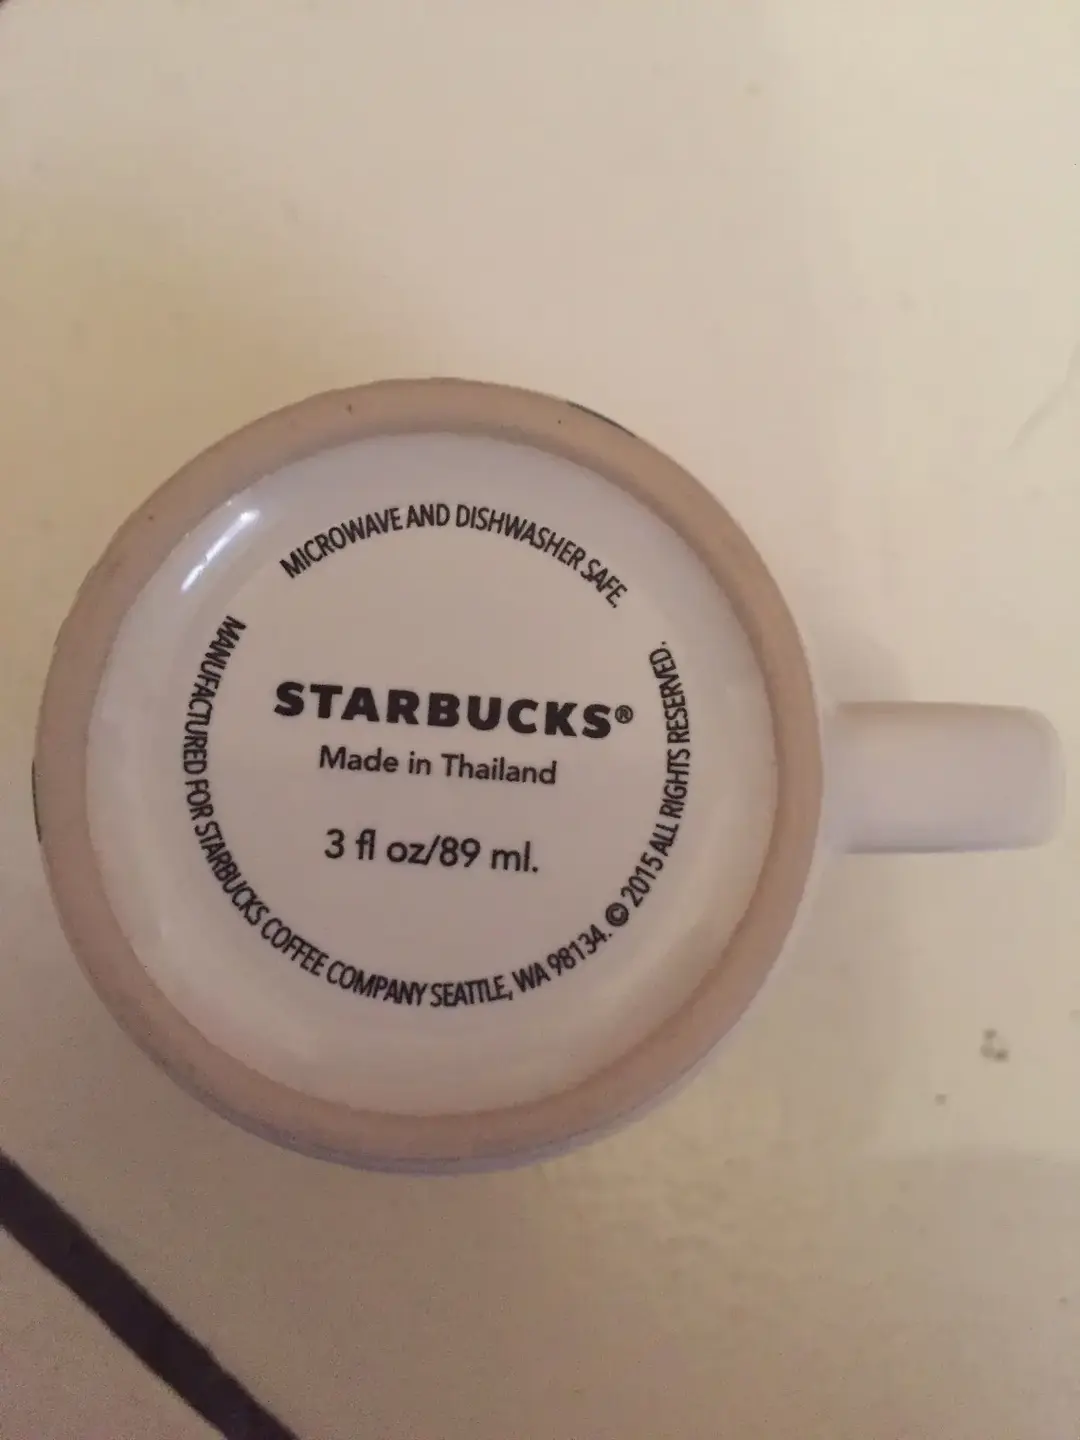 MICROWAVE AND DISHWASHER SAFE.
STARBUCKS®
Made in Thailand
3 fl oz/89 ml.
MANUFACTURED FOR STARBUCKS COFFEE COMPANY SEATTLE, WA 98134. © 2015 ALL RIGHTS RESERVED.